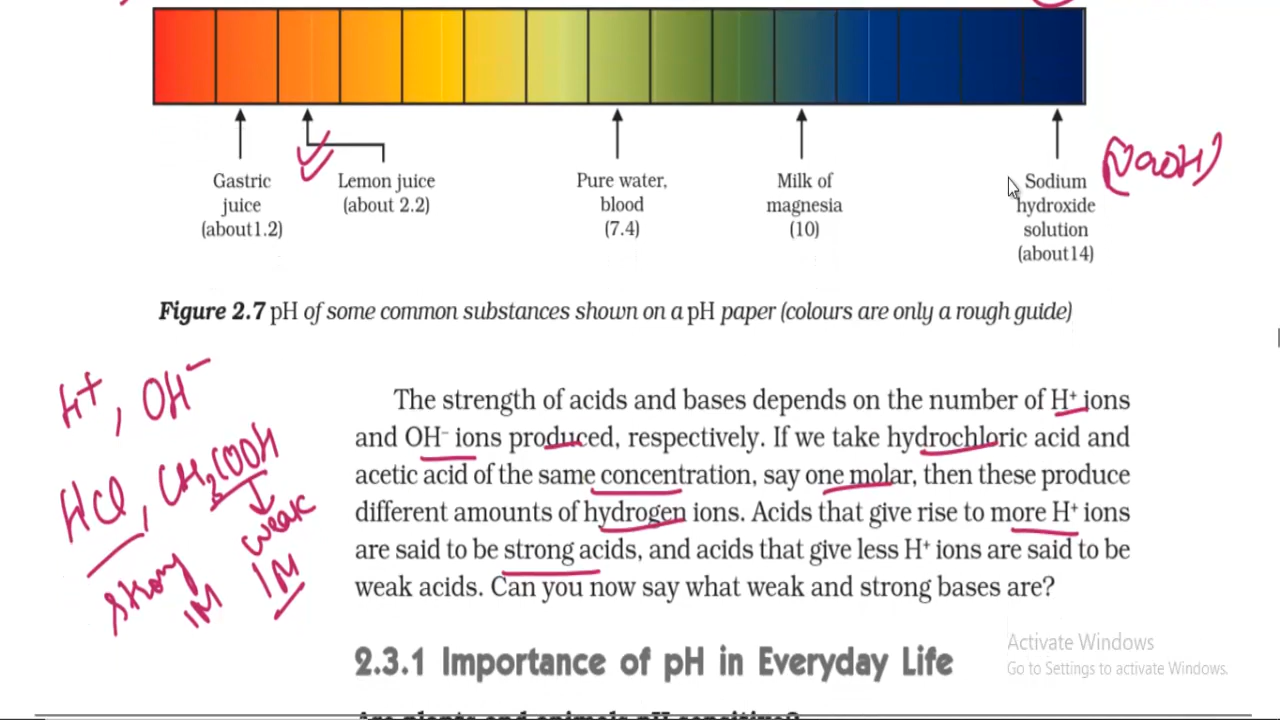 Gastric
juice
(about1.2)
Lemon juice
(about 2.2)
Pure water,
blood
(7.4)
Milk of
magnesia
(10)
Sodium
hydroxide
solution
(about14)
(NaOH)
Figure 2.7 pH of some common substances shown on a pH paper (colours are only a rough guide)
H⁺, OH⁻
HCl, CH₃COOH
strong weak
1M 1M
The strength of acids and bases depends on the number of H⁺ ions
and OH⁻ ions produced, respectively. If we take hydrochloric acid and
acetic acid of the same concentration, say one molar, then these produce
different amounts of hydrogen ions. Acids that give rise to more H⁺ ions
are said to be strong acids, and acids that give less H⁺ ions are said to be
weak acids. Can you now say what weak and strong bases are?
2.3.1 Importance of pH in Everyday Life
Are plants and animals pH sensitive?
Activate Windows
Go to Settings to activate Windows.